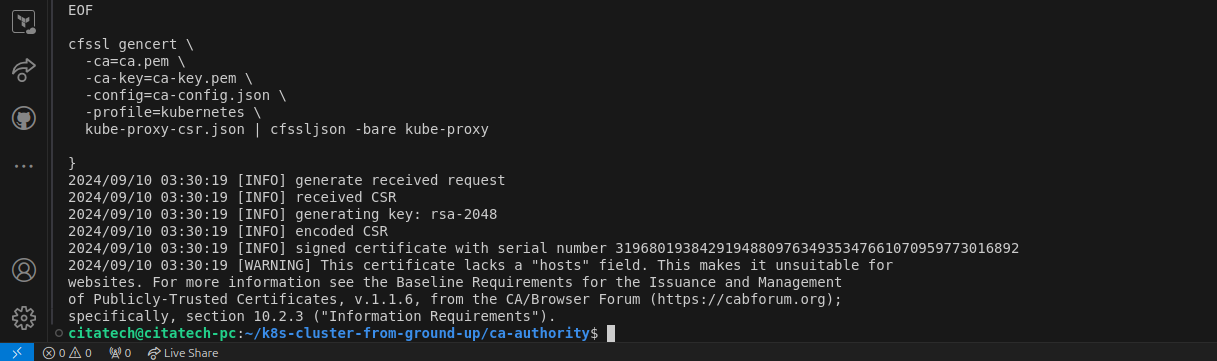 EOF
cfssl gencert \
  -ca=ca.pem \
  -ca-key=ca-key.pem \
  -config=ca-config.json \
  -profile=kubernetes \
  kube-proxy-csr.json | cfssljson -bare kube-proxy
}
2024/09/10 03:30:19 [INFO] generate received request
2024/09/10 03:30:19 [INFO] received CSR
2024/09/10 03:30:19 [INFO] generating key: rsa-2048
2024/09/10 03:30:19 [INFO] encoded CSR
2024/09/10 03:30:19 [INFO] signed certificate with serial number 319680193842919488097634935347661070959773016892
2024/09/10 03:30:19 [WARNING] This certificate lacks a "hosts" field. This makes it unsuitable for
websites. For more information see the Baseline Requirements for the Issuance and Management
of Publicly-Trusted Certificates, v.1.1.6, from the CA/Browser Forum (https://cabforum.org);
specifically, section 10.2.3 ("Information Requirements").
citatech@citatech-pc:~/k8s-cluster-from-ground-up/ca-authority$
0 0 0 Live Share